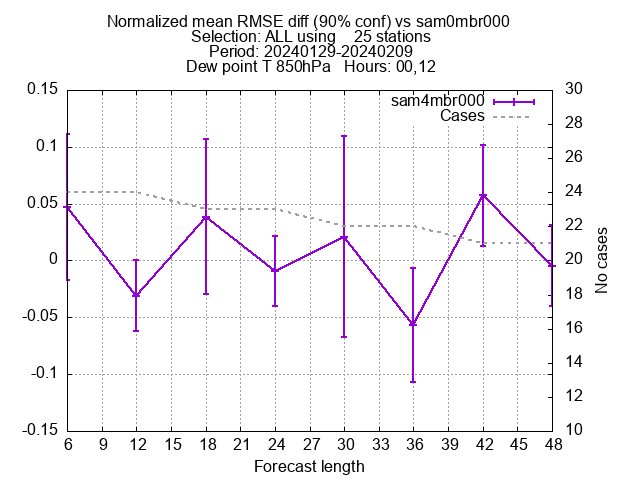 Normalized mean RMSE diff (90% conf) vs sam0mbr000
Selection: ALL using    25 stations
Period: 20240129-20240209
Dew point T 850hPa   Hours: 00,12
sam4mbr000
Cases
0.15
0.1
0.05
0
-0.05
-0.1
-0.15
30
28
26
24
22
20
18
16
14
12
10
No cases
6 9 12 15 18 21 24 27 30 33 36 39 42 45 48
Forecast length